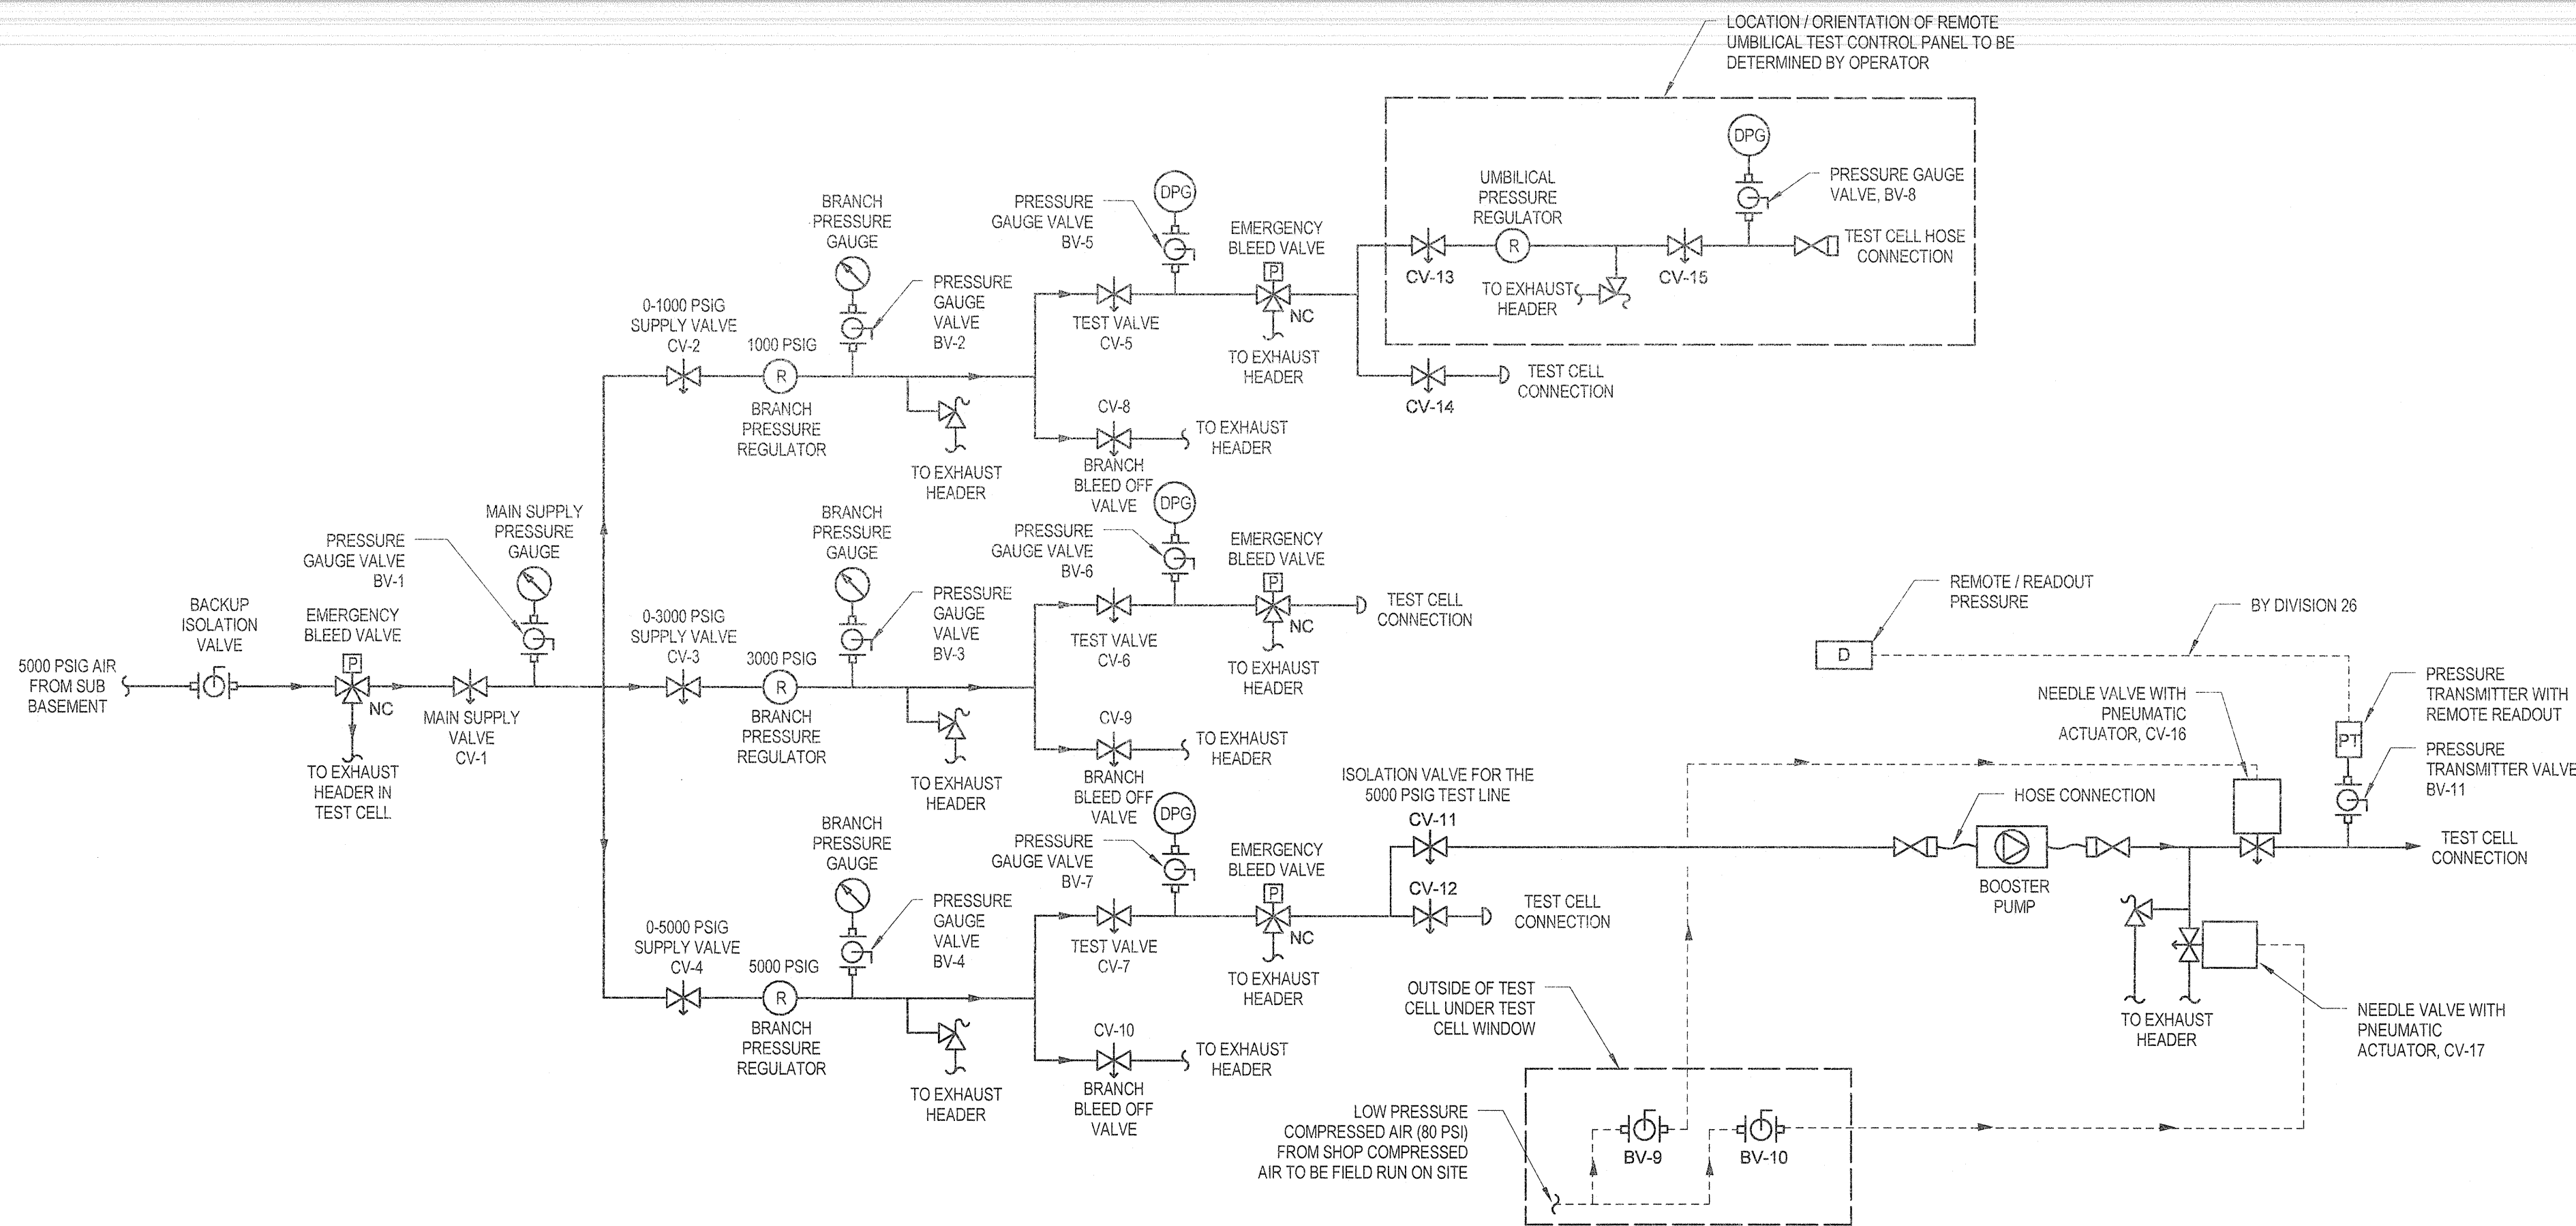 LOCATION / ORIENTATION OF REMOTE
UMBILICAL TEST CONTROL PANEL TO BE
DETERMINED BY OPERATOR
DPG
PRESSURE GAUGE
VALVE, BV-8
UMBILICAL
PRESSURE
REGULATOR
R
CV-13
CV-15
TEST CELL HOSE
CONNECTION
TO EXHAUST
HEADER
CV-14
TEST CELL
CONNECTION
BRANCH
PRESSURE
GAUGE
PRESSURE
GAUGE
VALVE
BV-2
0-1000 PSIG
SUPPLY VALVE
CV-2
1000 PSIG
R
BRANCH
PRESSURE
REGULATOR
TO EXHAUST
HEADER
PRESSURE
GAUGE VALVE
BV-5
DPG
EMERGENCY
BLEED VALVE
P
NC
TEST VALVE
CV-5
TO EXHAUST
HEADER
CV-8
TO EXHAUST
HEADER
BRANCH
BLEED OFF
VALVE
5000 PSIG AIR
FROM SUB
BASEMENT
BACKUP
ISOLATION
VALVE
EMERGENCY
BLEED VALVE
P
NC
TO EXHAUST
HEADER IN
TEST CELL
PRESSURE
GAUGE VALVE
BV-1
MAIN SUPPLY
PRESSURE
GAUGE
MAIN SUPPLY
VALVE
CV-1
BRANCH
PRESSURE
GAUGE
PRESSURE
GAUGE
VALVE
BV-3
0-3000 PSIG
SUPPLY VALVE
CV-3
3000 PSIG
R
BRANCH
PRESSURE
REGULATOR
TO EXHAUST
HEADER
PRESSURE
GAUGE VALVE
BV-6
DPG
EMERGENCY
BLEED VALVE
P
NC
TEST VALVE
CV-6
TO EXHAUST
HEADER
TEST CELL
CONNECTION
CV-9
TO EXHAUST
HEADER
BRANCH
BLEED OFF
VALVE
BRANCH
PRESSURE
GAUGE
PRESSURE
GAUGE
VALVE
BV-4
0-5000 PSIG
SUPPLY VALVE
CV-4
5000 PSIG
R
BRANCH
PRESSURE
REGULATOR
TO EXHAUST
HEADER
PRESSURE
GAUGE VALVE
BV-7
DPG
EMERGENCY
BLEED VALVE
P
NC
TEST VALVE
CV-7
TO EXHAUST
HEADER
CV-10
TO EXHAUST
HEADER
BRANCH
BLEED OFF
VALVE
ISOLATION VALVE FOR THE
5000 PSIG TEST LINE
CV-11
CV-12
TEST CELL
CONNECTION
REMOTE / READOUT
PRESSURE
D
BY DIVISION 26
NEEDLE VALVE WITH
PNEUMATIC
ACTUATOR, CV-16
PRESSURE
TRANSMITTER WITH
REMOTE READOUT
PT
PRESSURE
TRANSMITTER VALVE
BV-11
HOSE CONNECTION
BOOSTER
PUMP
TEST CELL
CONNECTION
TO EXHAUST
HEADER
NEEDLE VALVE WITH
PNEUMATIC
ACTUATOR, CV-17
OUTSIDE OF TEST
CELL UNDER TEST
CELL WINDOW
LOW PRESSURE
COMPRESSED AIR (80 PSI)
FROM SHOP COMPRESSED
AIR TO BE FIELD RUN ON SITE
BV-9
BV-10